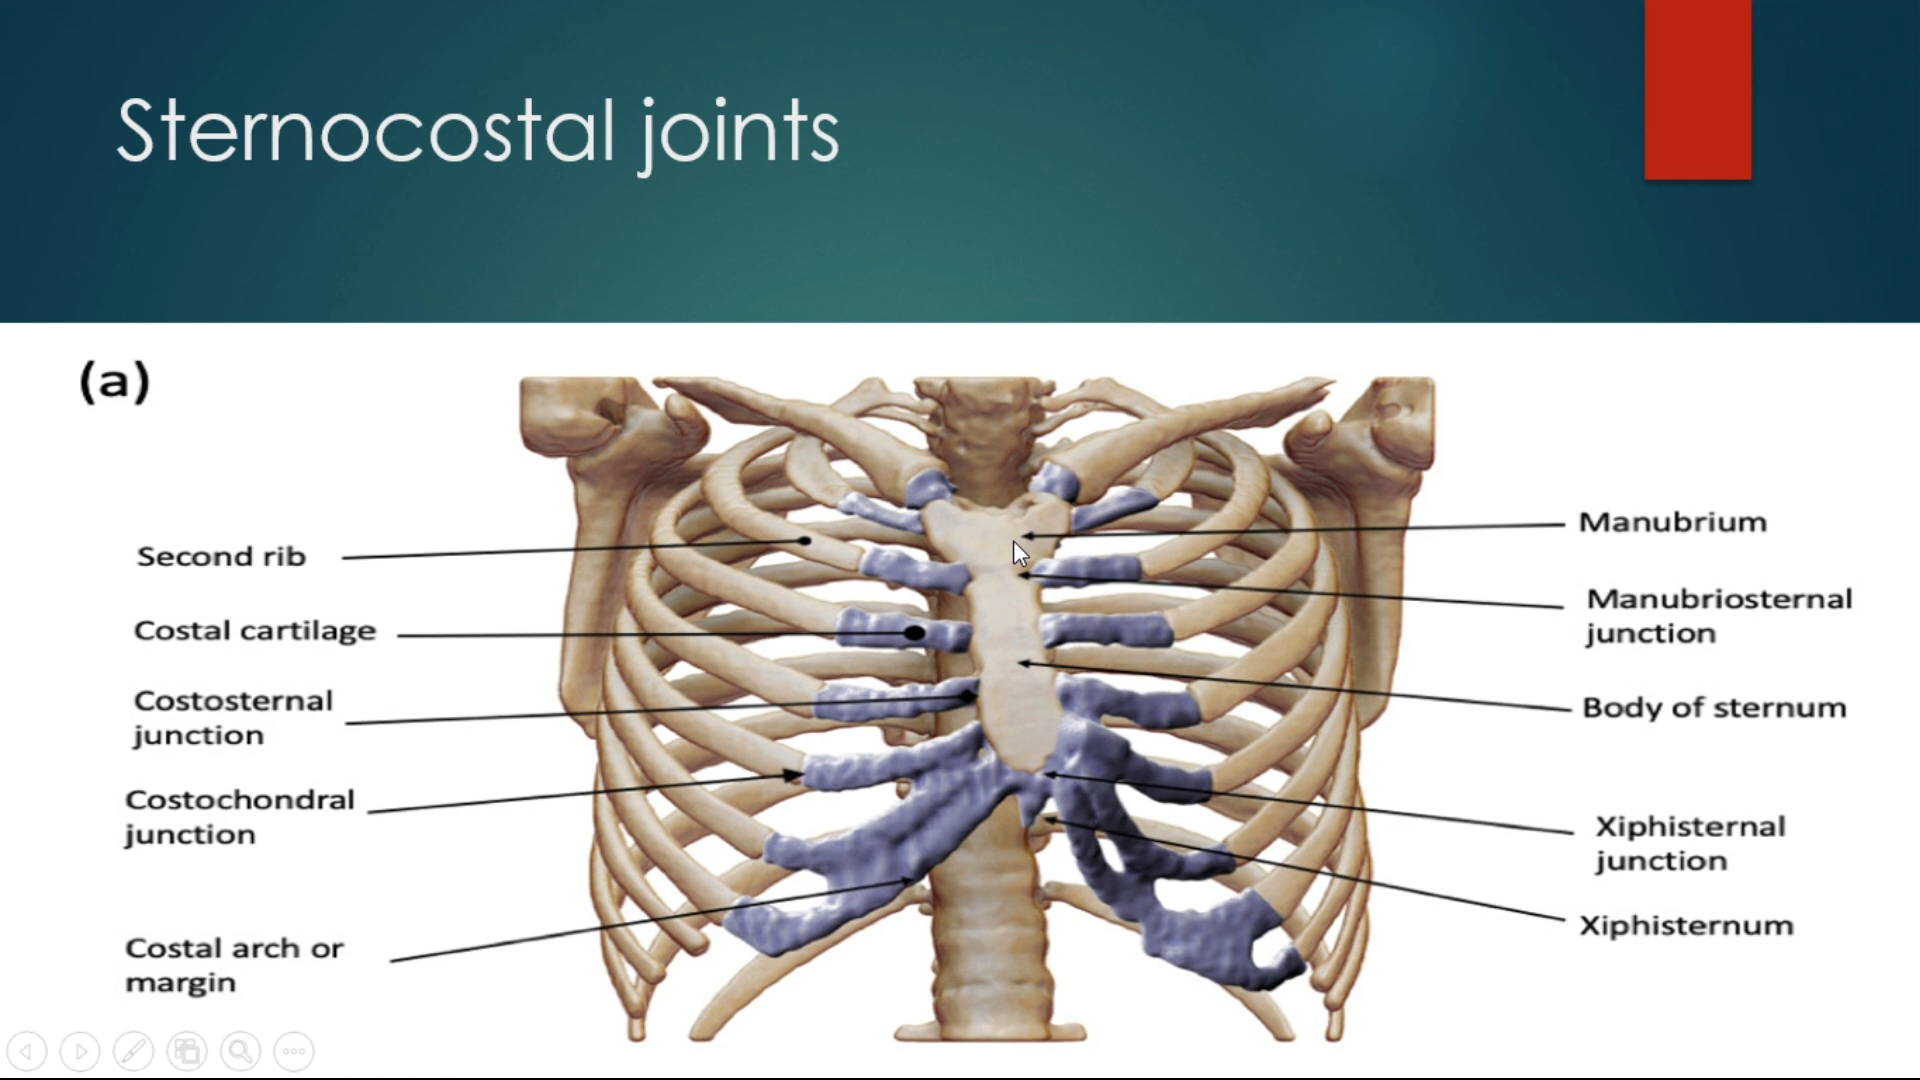 Sternocostal joints
(a)
Second rib
Costal cartilage
Costosternal
junction
Costochondral
junction
Costal arch or
margin
Manubrium
Manubriosternal
junction
Body of sternum
Xiphisternal
junction
Xiphisternum